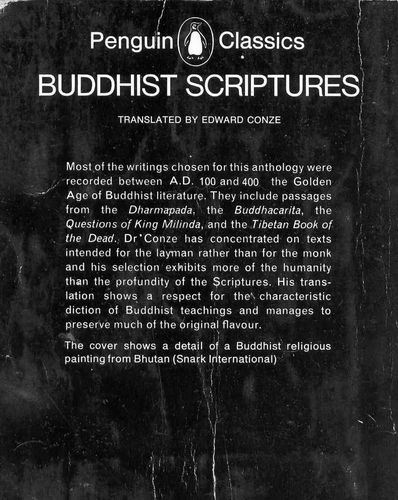 Penguin Classics
BUDDHIST SCRIPTURES
TRANSLATED BY EDWARD CONZE
Most of the writings chosen for this anthology were
recorded between A.D. 100 and 400 the Golden
Age of Buddhist literature. They include passages
from the Dharmapada, the Buddhacarita, the
Questions of King Milinda, and the Tibetan Book of
the Dead. Dr Conze has concentrated on texts
intended for the layman rather than for the monk
and his selection exhibits more of the humanity
than the profundity of the Scriptures. His trans-
lation shows a respect for the characteristic
diction of Buddhist teachings and manages to
preserve much of the original flavour.
The cover shows a detail of a Buddhist religious
painting from Bhutan (Snark International)